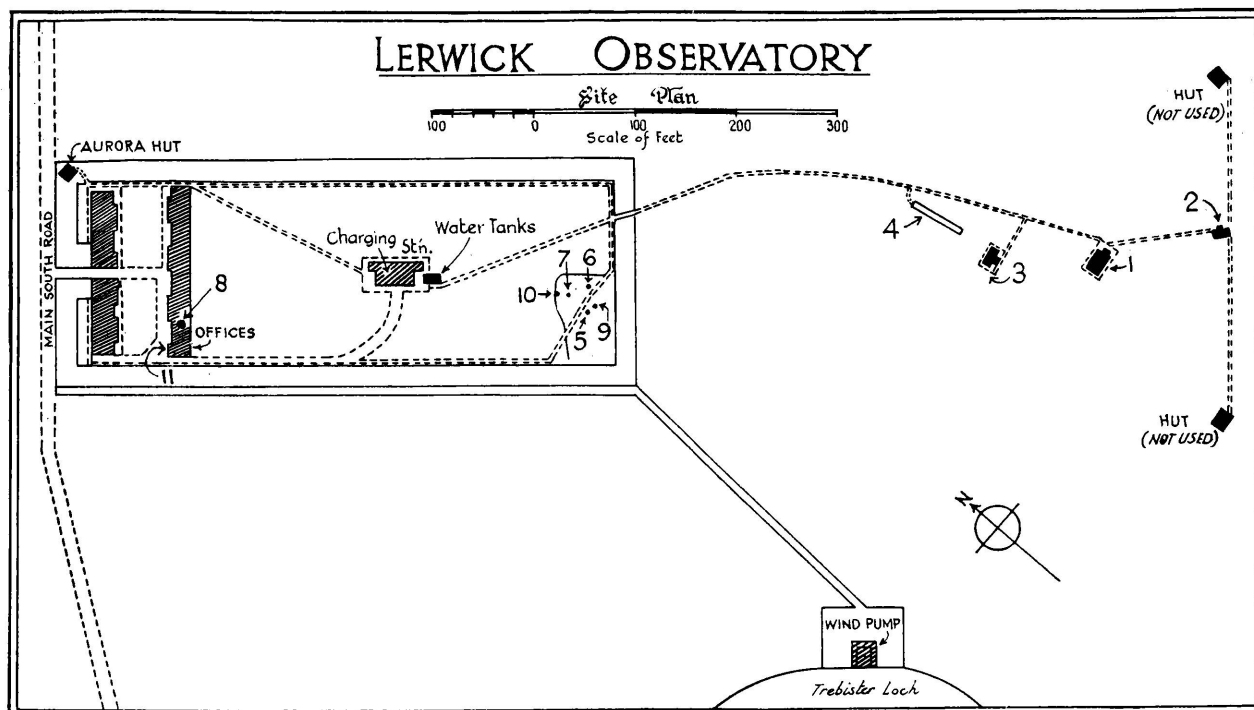 LERWICK OBSERVATORY
Site Plan
100 0 100 200 300
Scale of Feet
HUT
(NOT USED)
AURORA HUT
MAIN SOUTH ROAD
Charging Stn.
Water Tanks
8
OFFICES
11
10
7
6
5
9
4
3
1
2
HUT
(NOT USED)
N
WIND PUMP
Trebister Loch